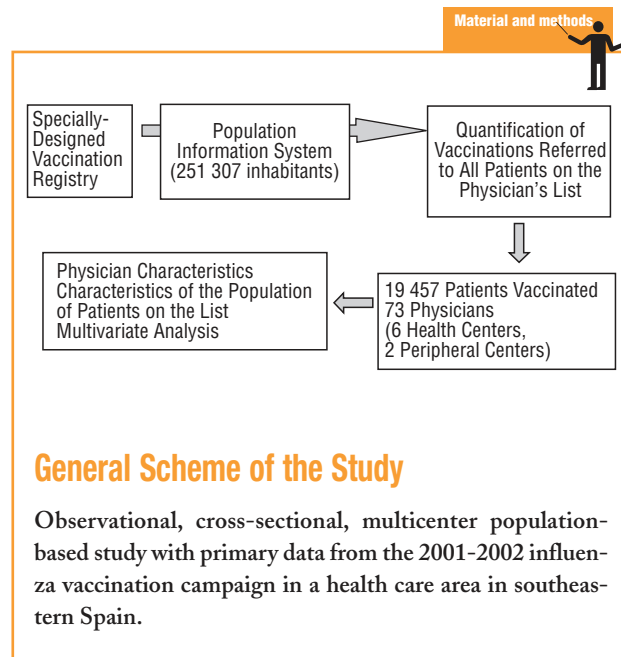 Material and methods
Specially-
Designed
Vaccination
Registry
Population
Information System
(251 307 inhabitants)
Quantification of
Vaccinations Referred
to All Patients on the
Physician's List
19 457 Patients Vaccinated
73 Physicians
(6 Health Centers,
2 Peripheral Centers)
Physician Characteristics
Characteristics of the Population
of Patients on the List
Multivariate Analysis
General Scheme of the Study
Observational, cross-sectional, multicenter population-
based study with primary data from the 2001-2002 influen-
za vaccination campaign in a health care area in southeas-
tern Spain.